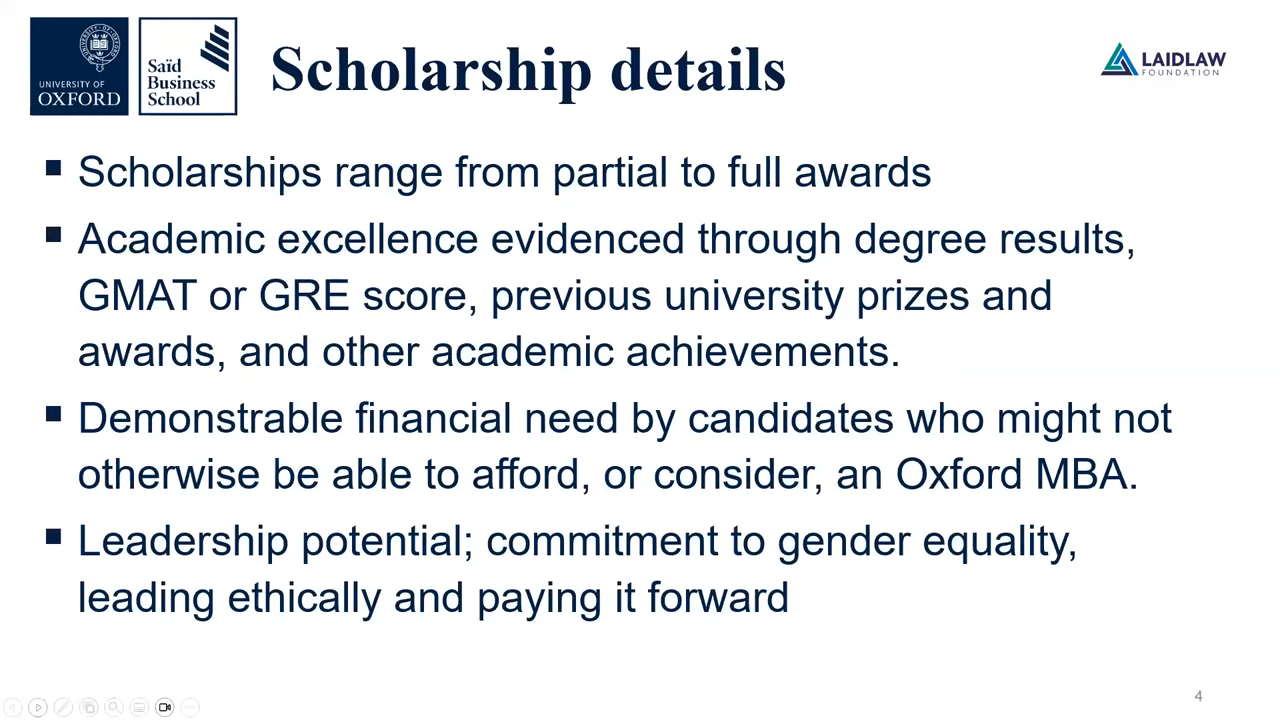 UNIVERSITY OF
OXFORD
Saïd
Business
School
Scholarship details
LAIDLAW
FOUNDATION
▪ Scholarships range from partial to full awards
▪ Academic excellence evidenced through degree results,
GMAT or GRE score, previous university prizes and
awards, and other academic achievements.
▪ Demonstrable financial need by candidates who might not
otherwise be able to afford, or consider, an Oxford MBA.
▪ Leadership potential; commitment to gender equality,
leading ethically and paying it forward
4